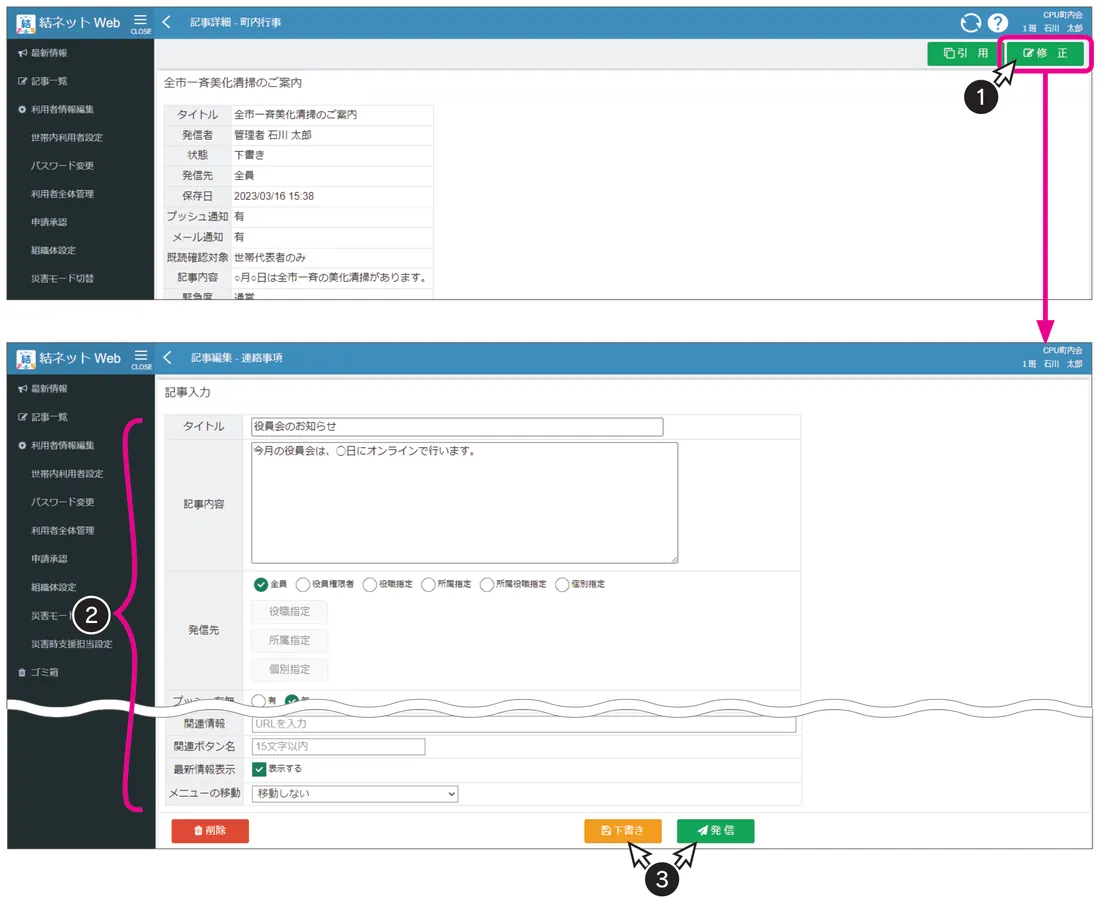 結ネット Web
CLOSE
記事詳細 - 町内行事
CPU町内会
1班 石川 太郎
最新情報
記事一覧
利用者情報編集
世帯内利用者設定
パスワード変更
利用者全体管理
申請承認
組織体設定
災害モード切替
引 用
修 正
1
全市一斉美化清掃のご案内
タイトル 全市一斉美化清掃のご案内
発信者 管理者 石川 太郎
状態 下書き
発信先 全員
保存日 2023/03/16 15:38
プッシュ通知 有
メール通知 有
既読確認対象 世帯代表者のみ
記事内容 ○月○日は全市一斉の美化清掃があります。
緊急度 通常
結ネット Web
CLOSE
記事編集 - 連絡事項
CPU町内会
1班 石川 太郎
最新情報
記事一覧
利用者情報編集
世帯内利用者設定
パスワード変更
利用者全体管理
申請承認
組織体設定
災害モード
2
災害時支援担当設定
ゴミ箱
記事入力
タイトル 役員会のお知らせ
記事内容 今月の役員会は、〇日にオンラインで行います。
発信先 全員 役員権限者 役職指定 所属指定 所属役職指定 個別指定
役職指定
所属指定
個別指定
有
関連情報 URLを入力
関連ボタン名 15文字以内
最新情報表示 表示する
メニューの移動 移動しない
削除
下書き
発信
3